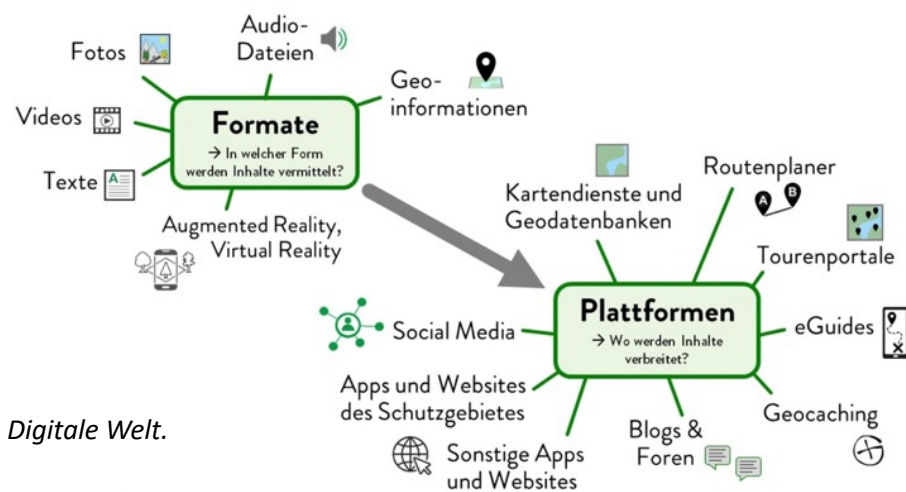 Audio-
Dateien
Fotos
Geo-
informationen
Videos
Formate
→ In welcher Form
werden Inhalte vermittelt?
Texte
A
Augmented Reality,
Virtual Reality
Kartendienste und
Geodatenbanken
Routenplaner
A B
Tourenportale
Plattformen
→ Wo werden Inhalte
verbreitet?
Social Media
eGuides
Apps und Websites
des Schutzgebietes
Geocaching
Sonstige Apps
und Websites
Blogs &
Foren
Digitale Welt.